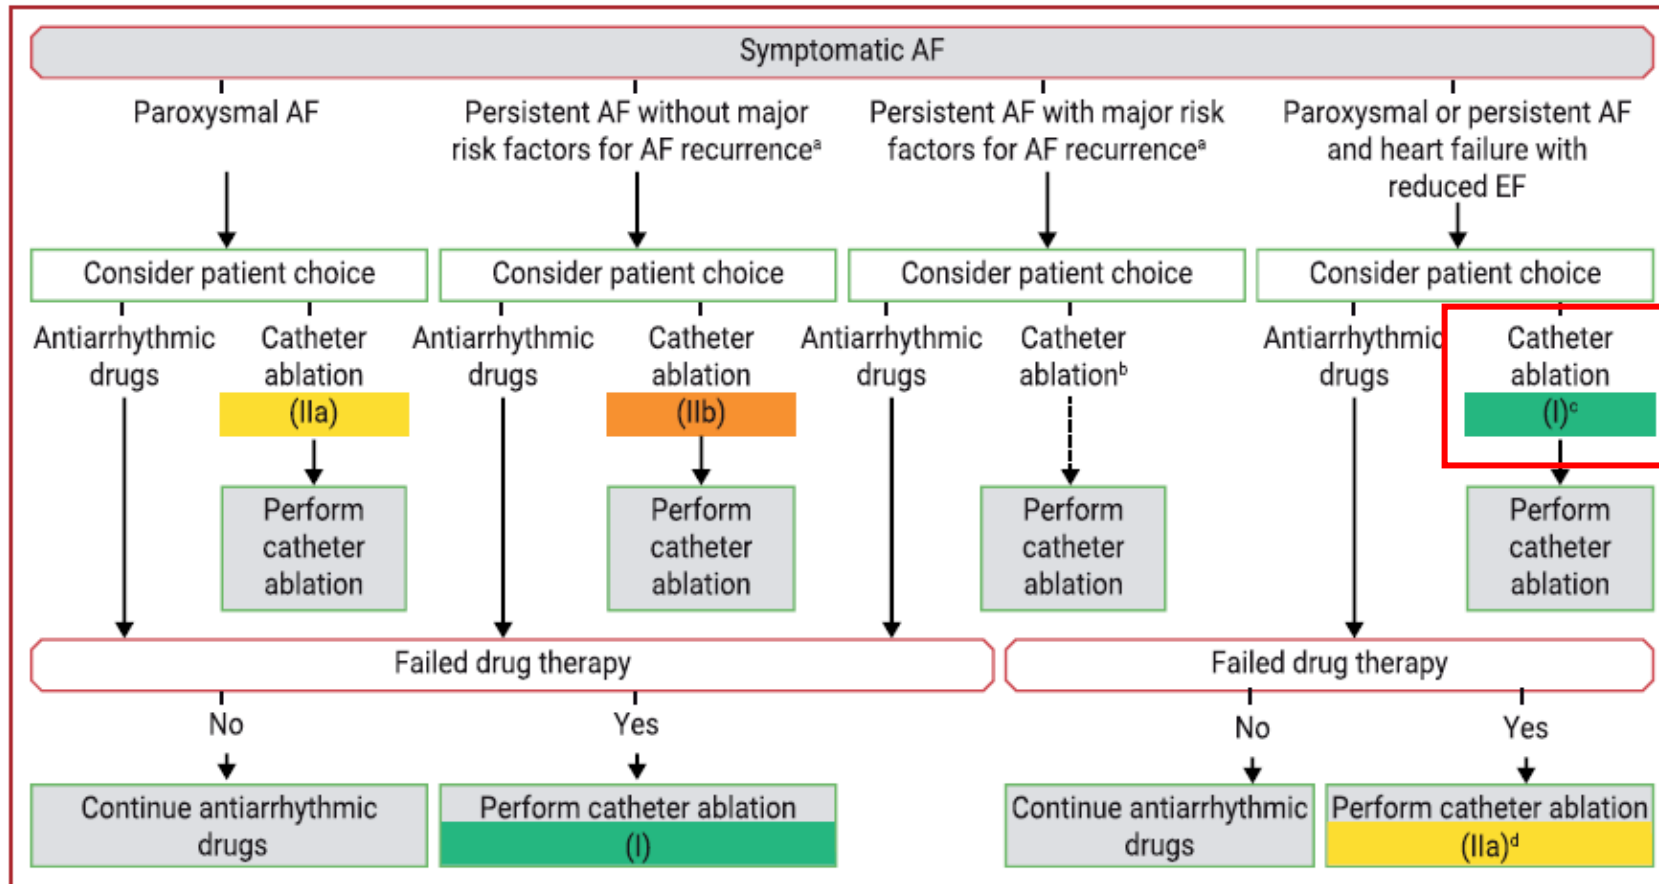 Symptomatic AF
Paroxysmal AF
Persistent AF without major
risk factors for AF recurrenceᵃ
Persistent AF with major risk
factors for AF recurrenceᵃ
Paroxysmal or persistent AF
and heart failure with
reduced EF
Consider patient choice
Consider patient choice
Consider patient choice
Consider patient choice
Antiarrhythmic
drugs
Catheter
ablation
(IIa)
Antiarrhythmic
drugs
Catheter
ablation
(IIb)
Antiarrhythmic
drugs
Catheter
ablationᵇ
Antiarrhythmic
drugs
Catheter
ablation
(I)ᶜ
Perform
catheter
ablation
Perform
catheter
ablation
Perform
catheter
ablation
Perform
catheter
ablation
Failed drug therapy
Failed drug therapy
No
Yes
No
Yes
Continue antiarrhythmic
drugs
Perform catheter ablation
(I)
Continue antiarrhythmic
drugs
Perform catheter ablation
(IIa)ᵈ